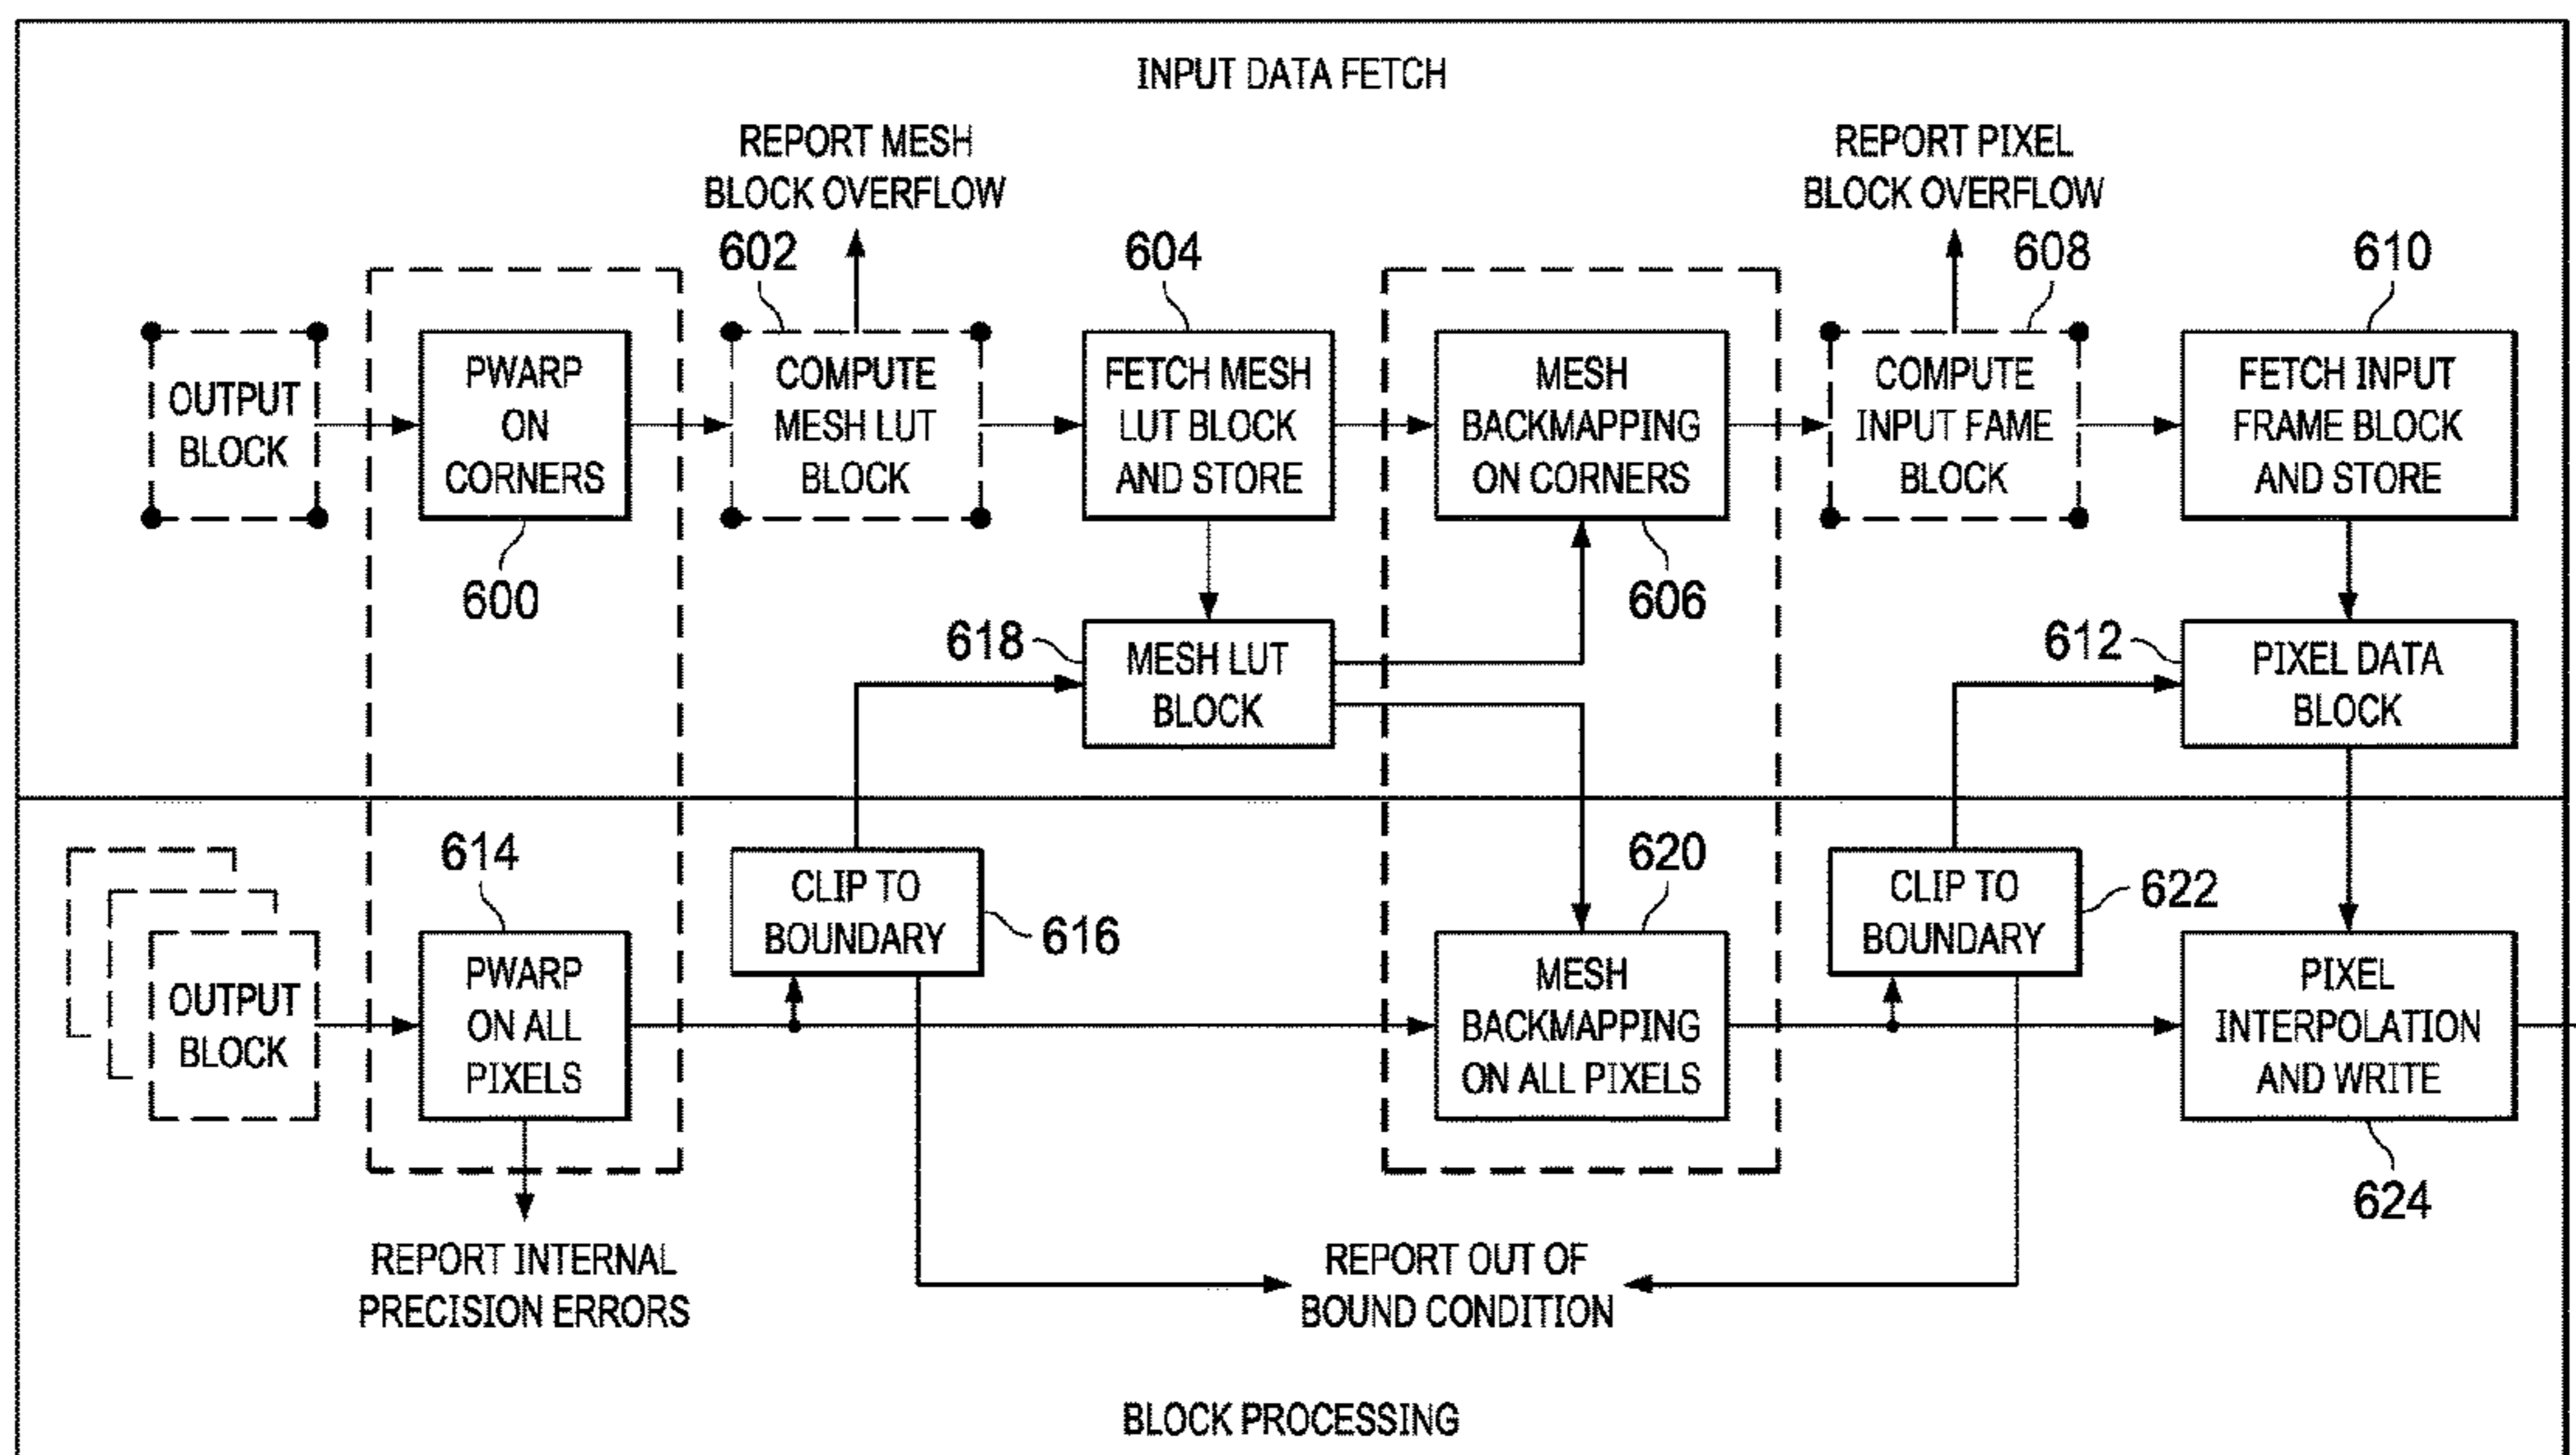 INPUT DATA FETCH
REPORT MESH
BLOCK OVERFLOW
REPORT PIXEL
BLOCK OVERFLOW
602
604
608
610
OUTPUT
BLOCK
PWARP
ON
CORNERS
COMPUTE
MESH LUT
BLOCK
FETCH MESH
LUT BLOCK
AND STORE
MESH
BACKMAPPING
ON CORNERS
COMPUTE
INPUT FAME
BLOCK
FETCH INPUT
FRAME BLOCK
AND STORE
600
606
618
MESH LUT
BLOCK
612
PIXEL DATA
BLOCK
614
CLIP TO
BOUNDARY
616
620
CLIP TO
BOUNDARY
622
OUTPUT
BLOCK
PWARP
ON ALL
PIXELS
MESH
BACKMAPPING
ON ALL PIXELS
PIXEL
INTERPOLATION
AND WRITE
624
REPORT INTERNAL
PRECISION ERRORS
REPORT OUT OF
BOUND CONDITION
BLOCK PROCESSING